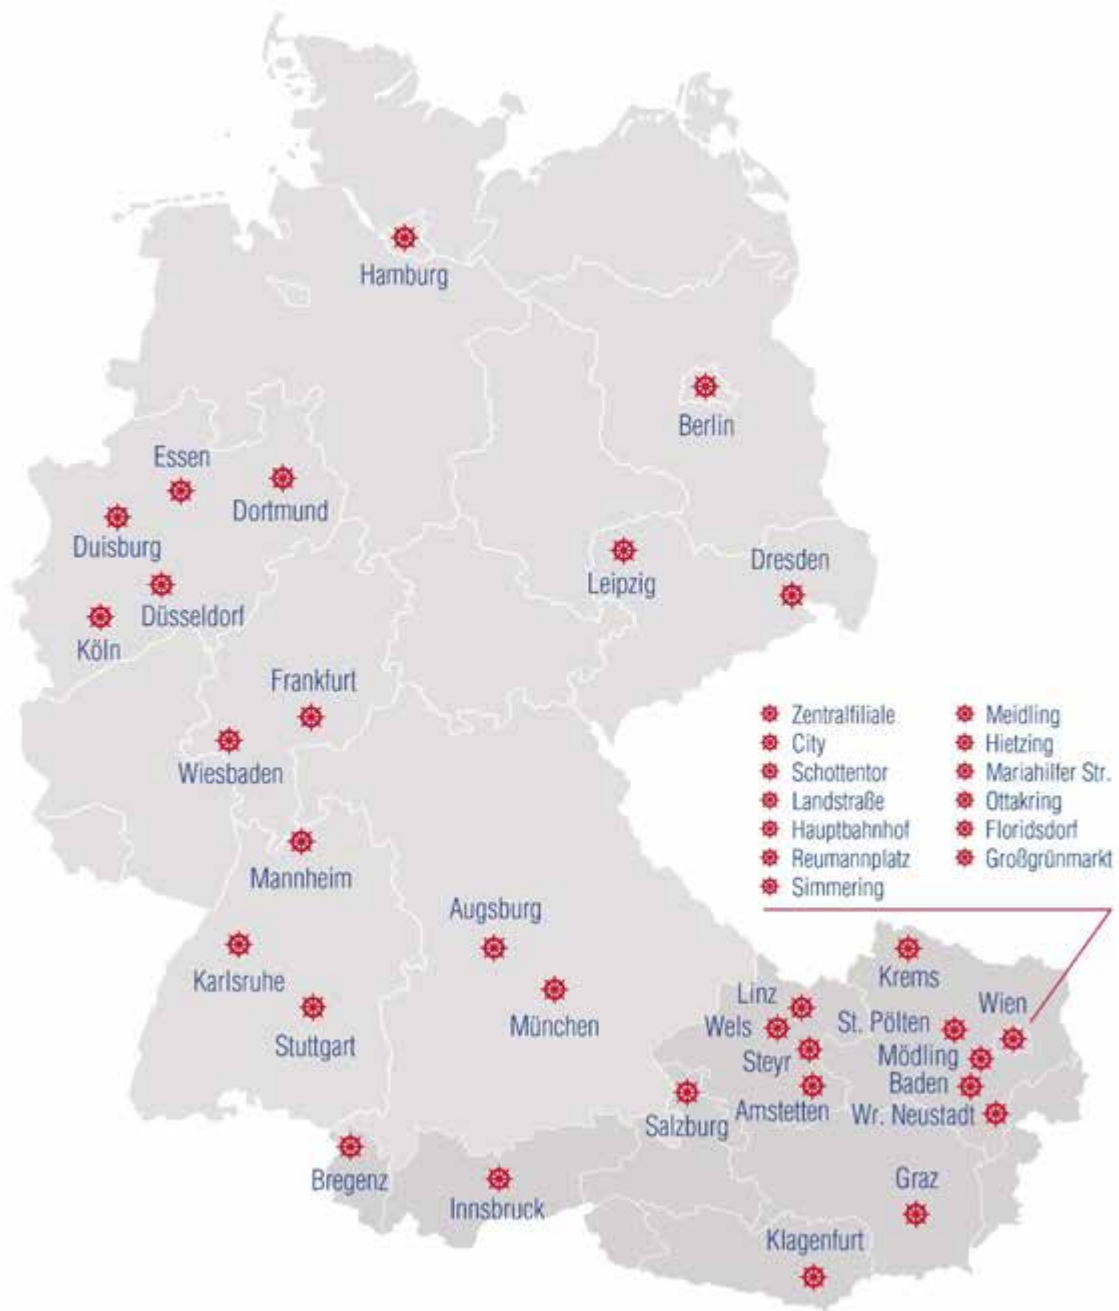 Hamburg
Berlin
Essen
Dortmund
Duisburg
Leipzig
Dresden
Düsseldorf
Köln
Frankfurt
Wiesbaden
Zentralfiliale
City
Schottentor
Landstraße
Hauptbahnhof
Reumannplatz
Simmering
Meidling
Hietzing
Mariahilfer Str.
Ottakring
Floridsdorf
Großgrünmarkt
Mannheim
Augsburg
Karlsruhe
München
Stuttgart
Krems
Linz
Wien
Wels
St. Pölten
Steyr
Mödling
Baden
Amstetten
Wr. Neustadt
Salzburg
Bregenz
Innsbruck
Graz
Klagenfurt